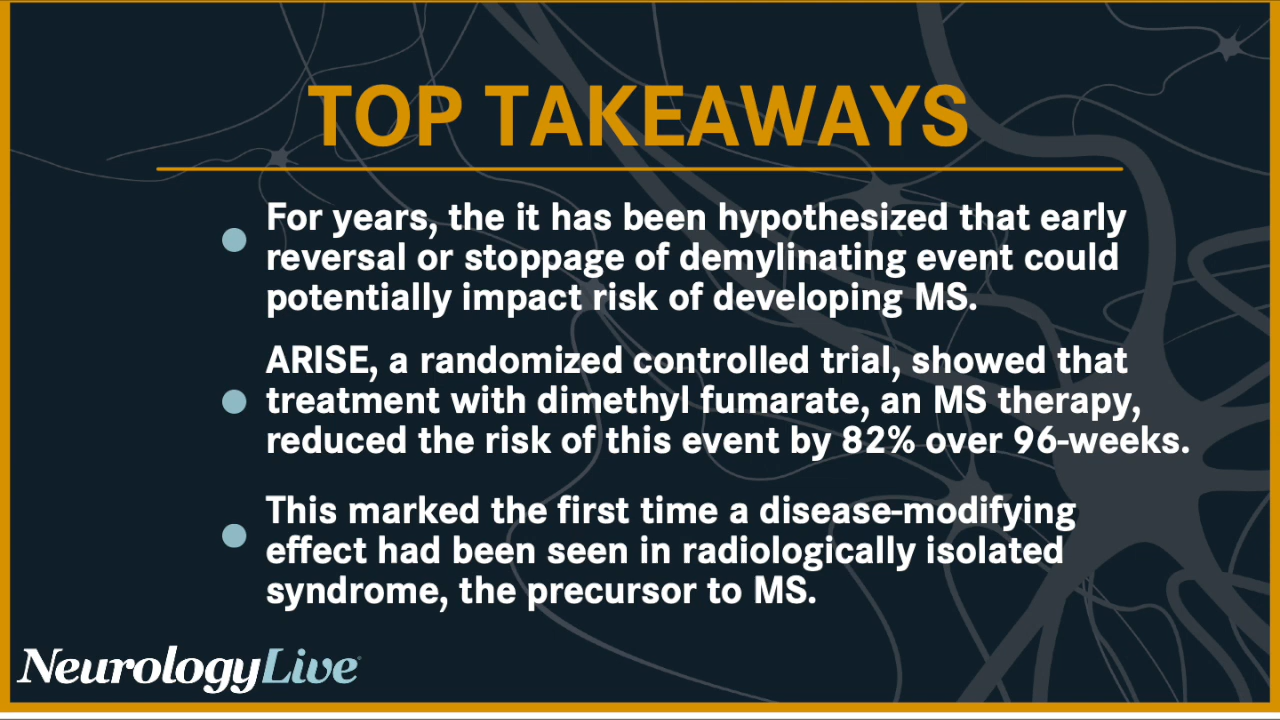 TOP TAKEAWAYS
For years, the it has been hypothesized that early
reversal or stoppage of demylinating event could
potentially impact risk of developing MS.
ARISE, a randomized controlled trial, showed that
treatment with dimethyl fumarate, an MS therapy,
reduced the risk of this event by 82% over 96-weeks.
This marked the first time a disease-modifying
effect had been seen in radiologically isolated
syndrome, the precursor to MS.
NeurologyLive